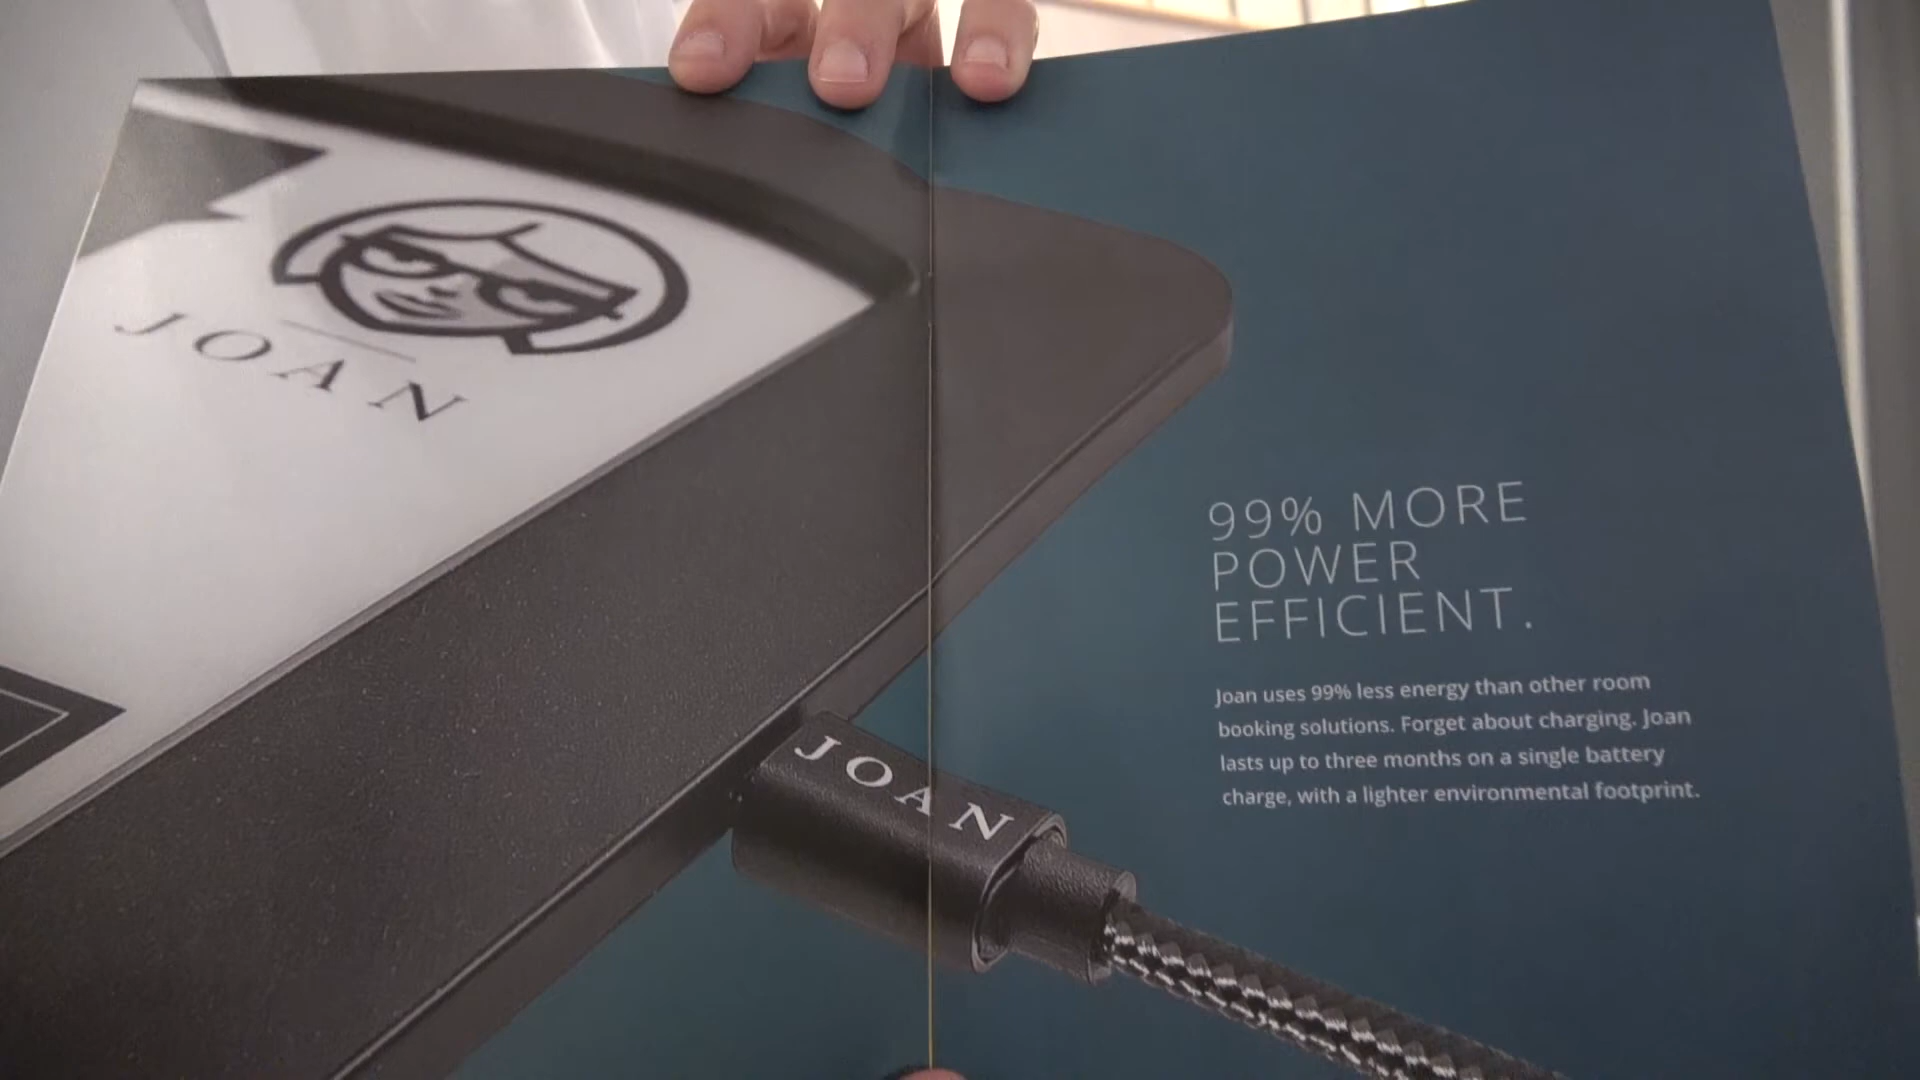 JOAN
JOAN
99% MORE
POWER
EFFICIENT.
Joan uses 99% less energy than other room
booking solutions. Forget about charging. Joan
lasts up to three months on a single battery
charge, with a lighter environmental footprint.